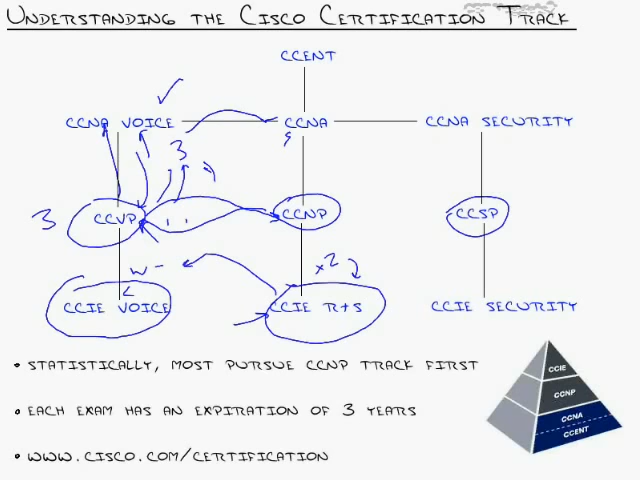 Understanding the Cisco Certification Track
CCENT
CCNA VOICE CCNA CCNA SECURITY
3
3 CCVP CCNP CCSP
W - x2
CCIE VOICE CCIE R+S CCIE SECURITY
• STATISTICALLY, MOST PURSUE CCNP TRACK FIRST
• EACH EXAM HAS AN EXPIRATION OF 3 YEARS
• WWW.CISCO.COM/CERTIFICATION
CCIE
CCNP
CCNA
CCENT